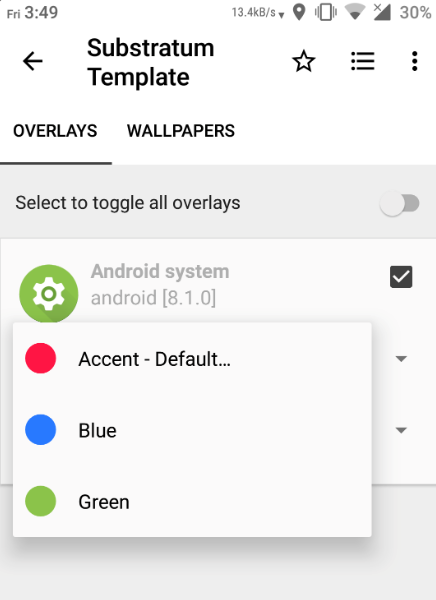 Fri 3:49 13.4kB/s 30%
Substratum
Template
OVERLAYS WALLPAPERS
Select to toggle all overlays
Android system
android [8.1.0]
Accent - Default...
Blue
Green